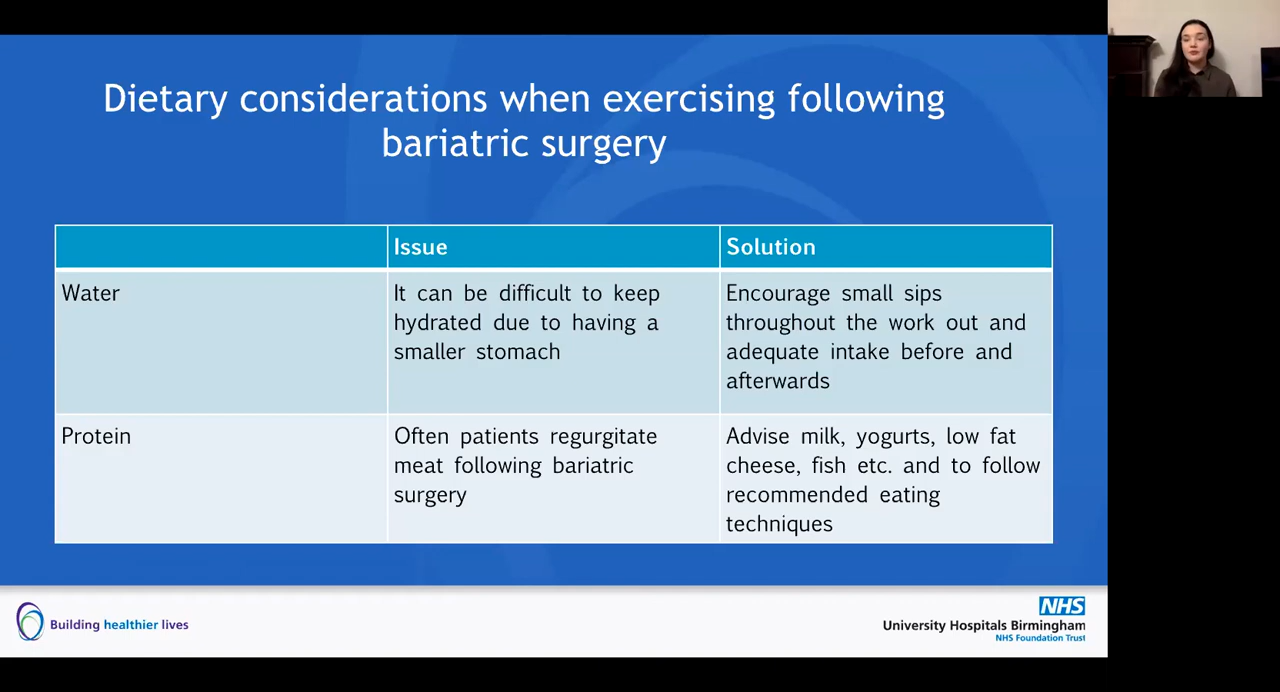 Dietary considerations when exercising following
bariatric surgery
Issue
Solution
Water
It can be difficult to keep
hydrated due to having a
smaller stomach
Encourage small sips
throughout the work out and
adequate intake before and
afterwards
Protein
Often patients regurgitate
meat following bariatric
surgery
Advise milk, yogurts, low fat
cheese, fish etc. and to follow
recommended eating
techniques
Building healthier lives
NHS
University Hospitals Birmingham
NHS Foundation Trust